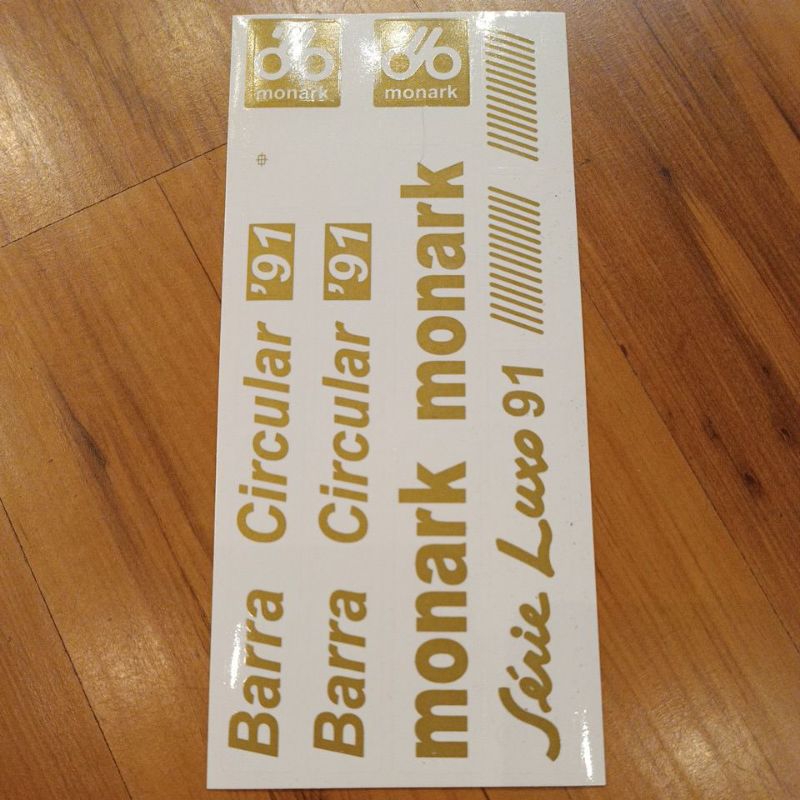 monark
monark
Barra Circular '91
Barra Circular '91
monark monark
Série Luxo 91